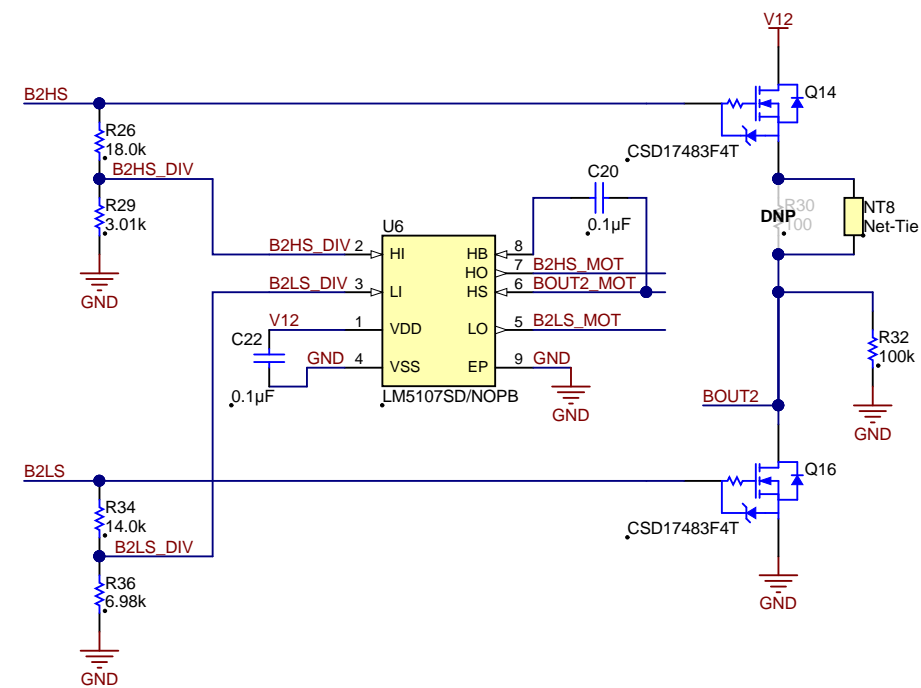 V12
B2HS
Q14
R26
18.0k
CSD17483F4T
B2HS_DIV
C20
0.1µF
R29
3.01k
R30
100
DNP
NT8
Net-Tie
U6
B2HS_DIV 2 HI
HB 8
HO 7 B2HS_MOT
GND
B2LS_DIV 3 LI
HS 6 BOUT2_MOT
V12 1 VDD
LO 5 B2LS_MOT
C22
0.1µF
GND 4 VSS
EP 9 GND
R32
100k
LM5107SD/NOPB
GND
BOUT2
GND
B2LS
Q16
R34
14.0k
CSD17483F4T
B2LS_DIV
R36
6.98k
GND
GND